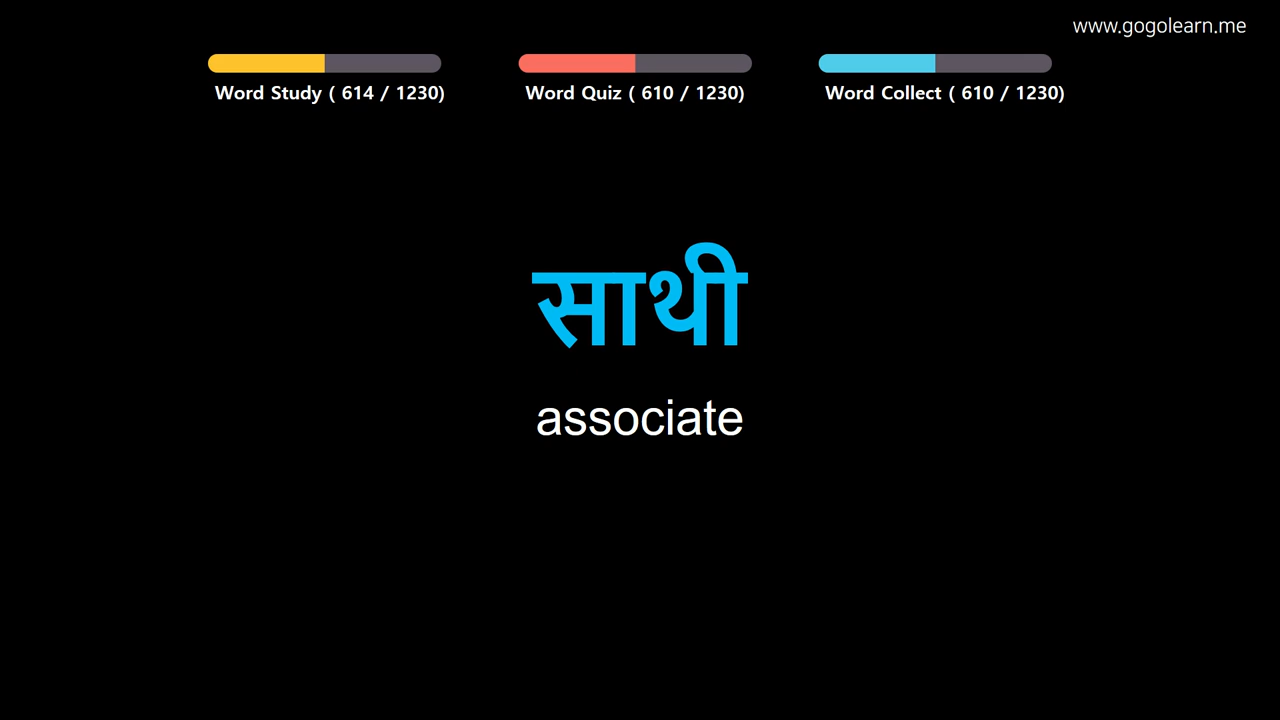 www.gogolearn.me
Word Study ( 614 / 1230)
Word Quiz ( 610 / 1230)
Word Collect ( 610 / 1230)
साथी
associate